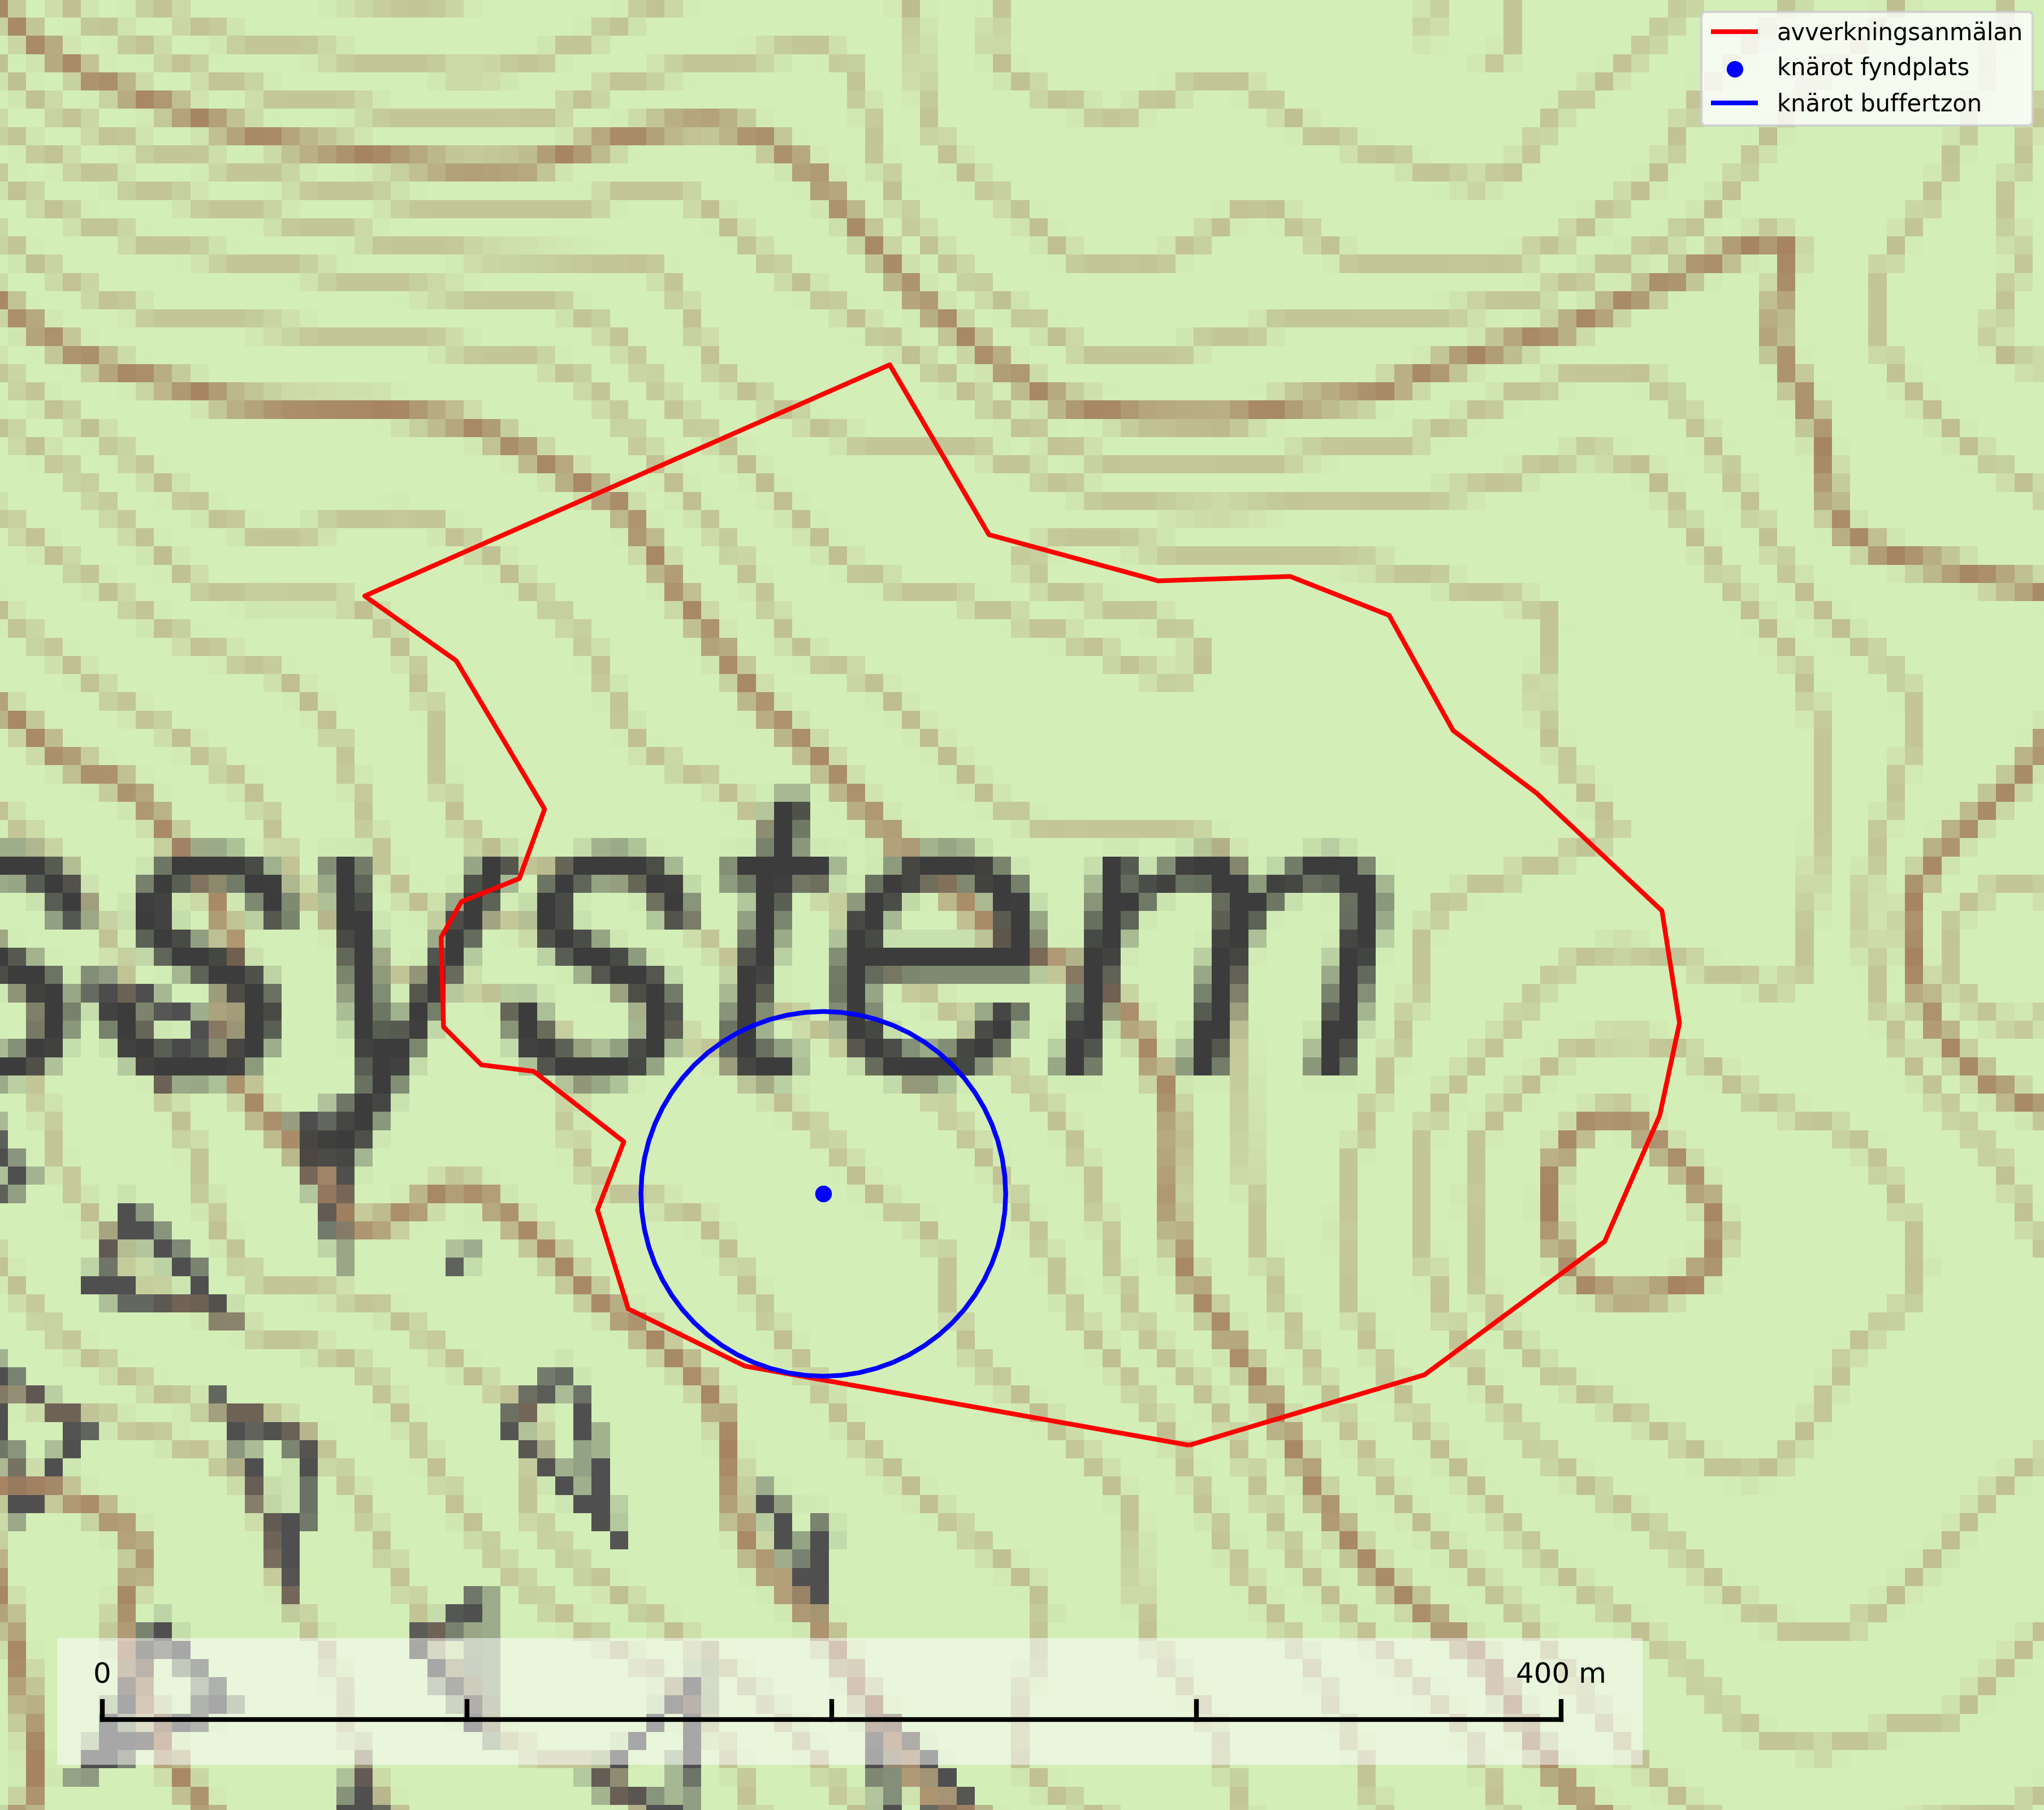 avverkningsanmälan
knärot fyndplats
knärot buffertzon
system
0 400 m